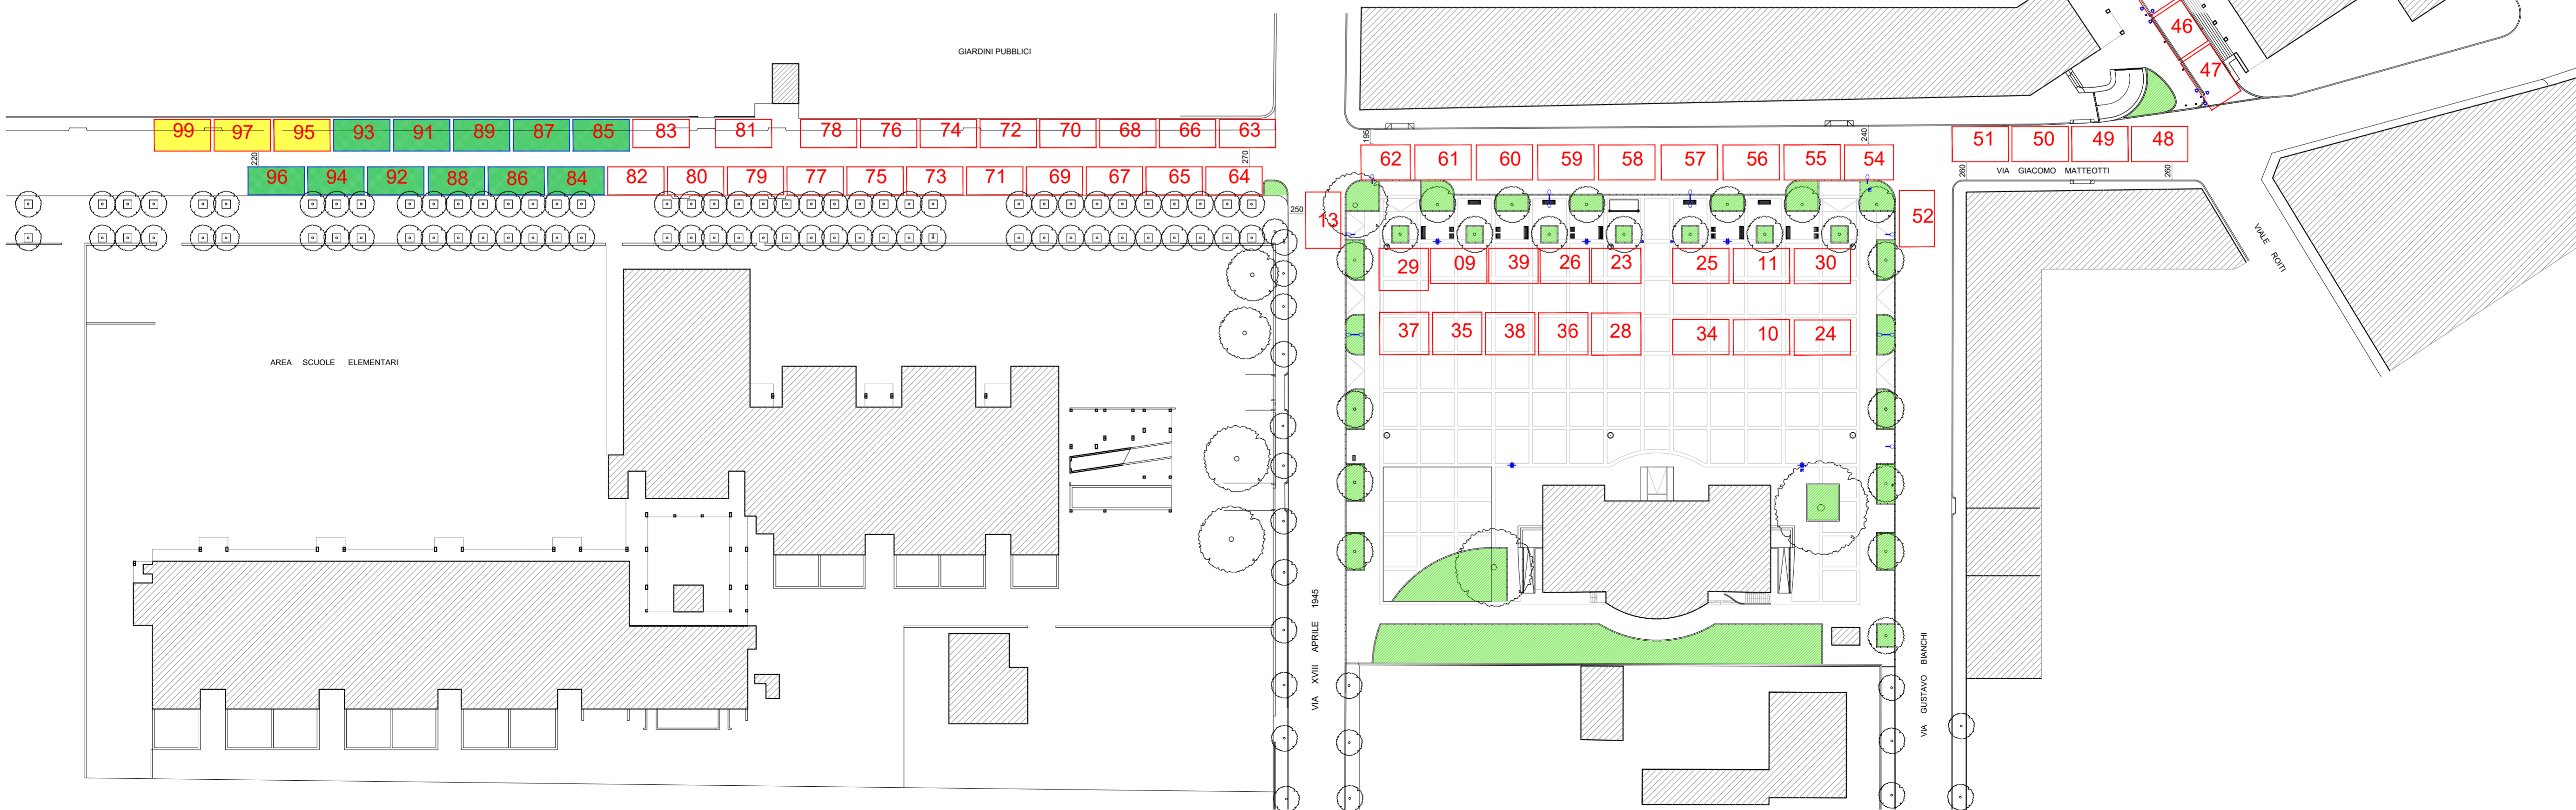 46
GIARDINI PUBBLICI
47
99 97 95 93 91 89 87 85 83 81 78 76 74 72 70 68 66 63
195
240
51 50 49 48
220
270
62 61 60 59 58 57 56 55 54
96 94 92 88 86 84 82 80 79 77 75 73 71 69 67 65 64
260
VIA GIACOMO MATTEOTTI
260
250
13
52
VIALE ROITI
29 09 39 26 23 25 11 30
37 35 38 36 28 34 10 24
AREA SCUOLE ELEMENTARI
VIA XVIII APRILE 1945
VIA GUSTAVO BIANCHI